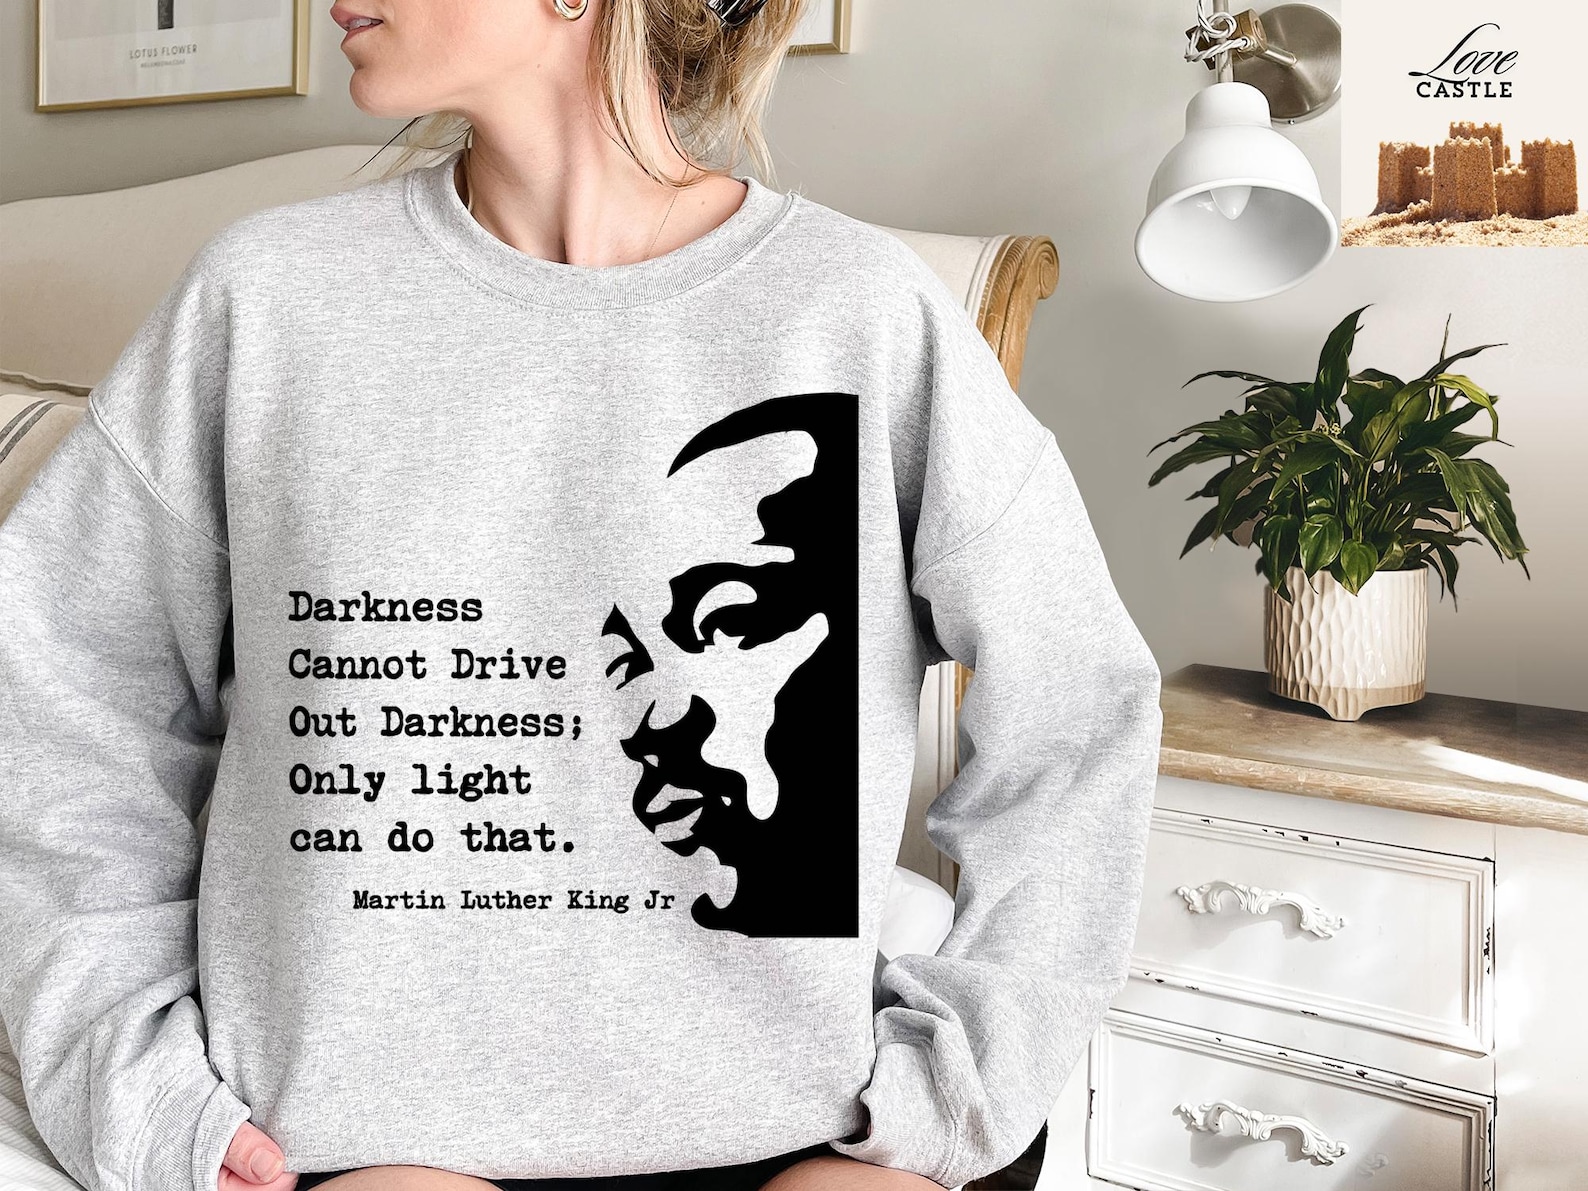 LOTUS FLOWER
Love
CASTLE
Darkness
Cannot Drive
Out Darkness;
Only light
can do that.
Martin Luther King Jr